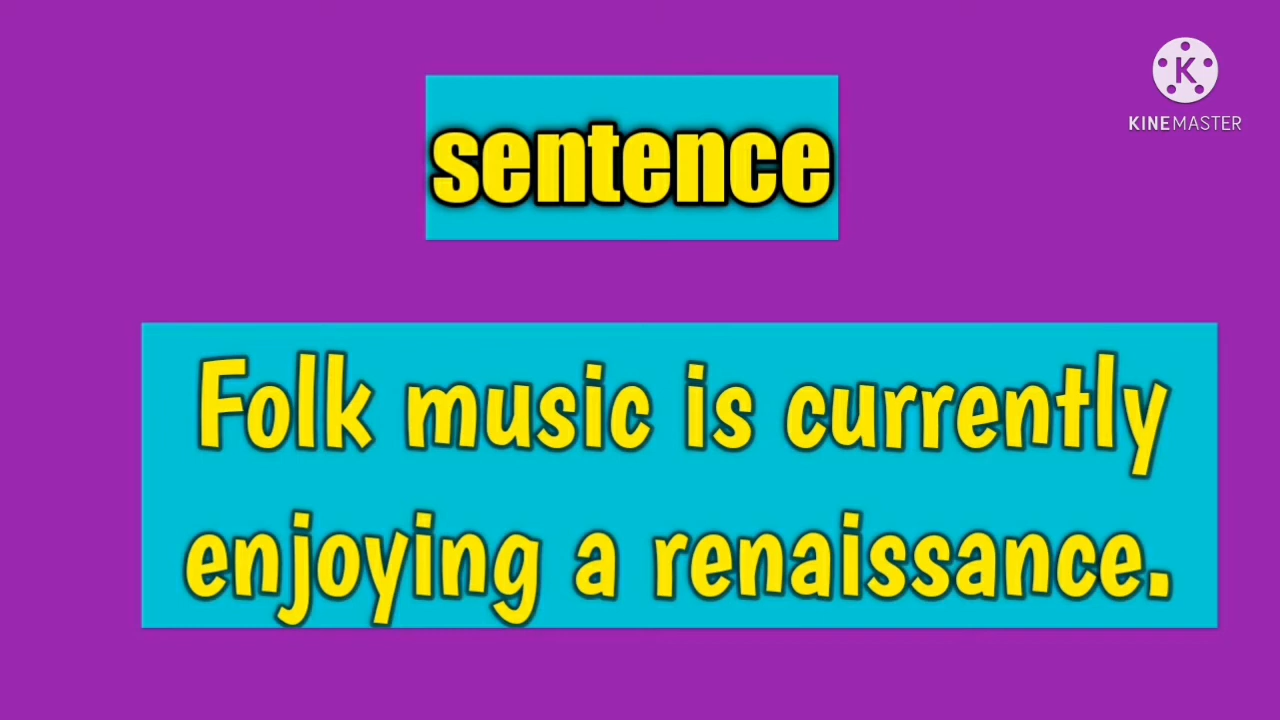 K
KINEMASTER
sentence
Folk music is currently
enjoying a renaissance.